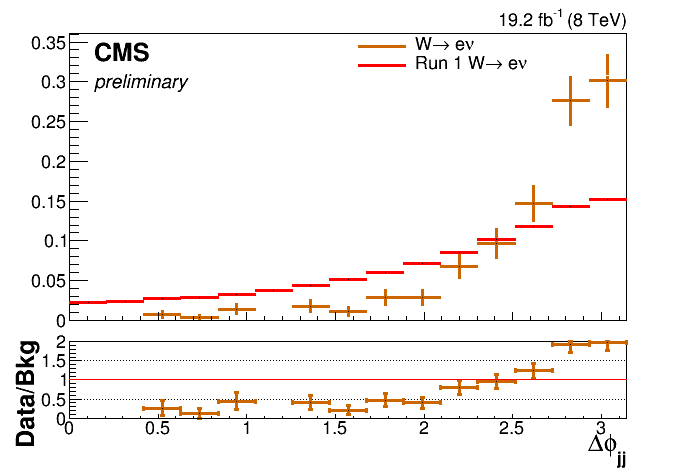 19.2 fb⁻¹ (8 TeV)
CMS
preliminary
W→ eν
Run 1 W→ eν
0.35
0.3
0.25
0.2
0.15
0.1
0.05
0
Data/Bkg
2
1.5
1
0.5
0
0 0.5 1 1.5 2 2.5 3
Δϕjj